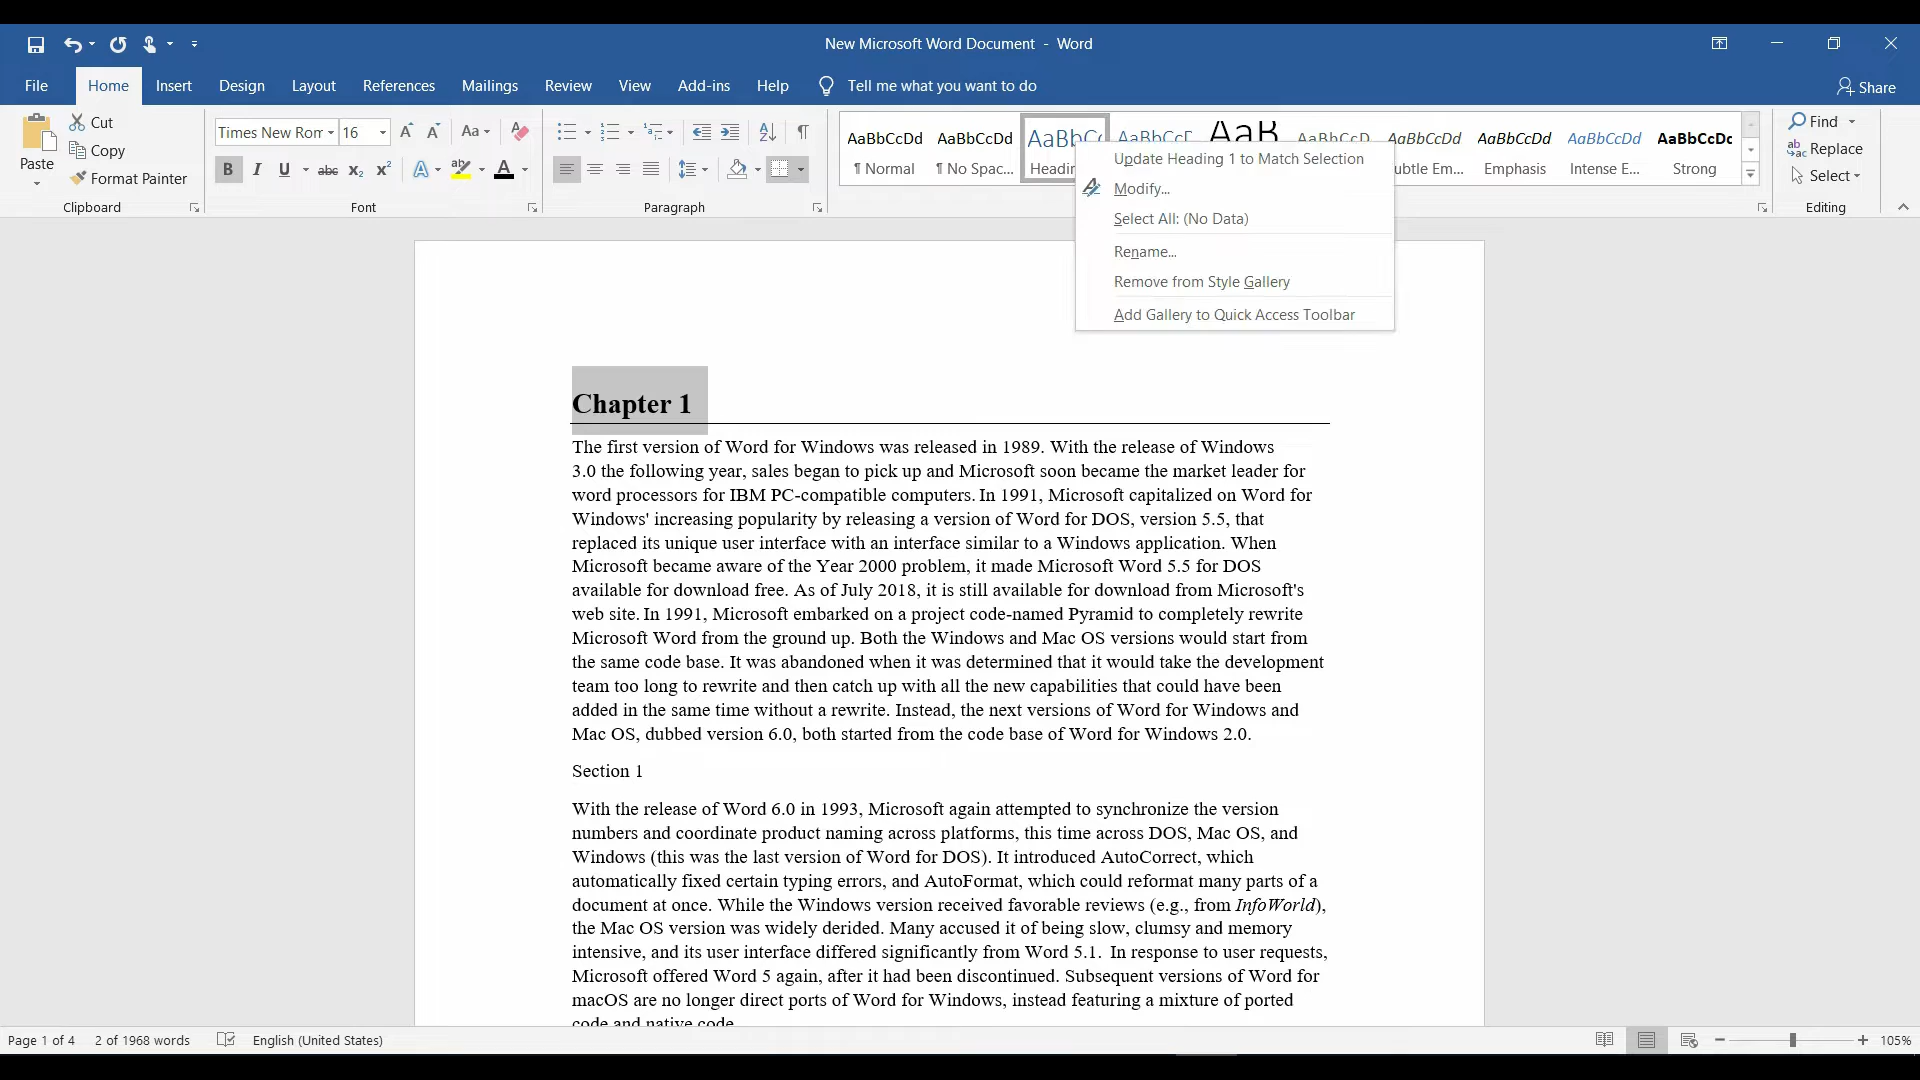 New Microsoft Word Document - Word
File Home Insert Design Layout References Mailings Review View Add-ins Help Tell me what you want to do Share
Paste
Cut
Copy
Format Painter
Clipboard
Times New Ron 16
Font
Paragraph
AaBbCcDd AaBbCcDd AaBbC AaBbCcD AaBbCcDd AaBbCcDd AaBbCcDd AaBbCcDc
¶ Normal ¶ No Spac... Headin btle Em... Emphasis Intense E... Strong
Find
Replace
Select
Editing
Update Heading 1 to Match Selection
Modify...
Select All: (No Data)
Rename...
Remove from Style Gallery
Add Gallery to Quick Access Toolbar
Chapter 1
The first version of Word for Windows was released in 1989. With the release of Windows
3.0 the following year, sales began to pick up and Microsoft soon became the market leader for
word processors for IBM PC-compatible computers. In 1991, Microsoft capitalized on Word for
Windows' increasing popularity by releasing a version of Word for DOS, version 5.5, that
replaced its unique user interface with an interface similar to a Windows application. When
Microsoft became aware of the Year 2000 problem, it made Microsoft Word 5.5 for DOS
available for download free. As of July 2018, it is still available for download from Microsoft's
web site. In 1991, Microsoft embarked on a project code-named Pyramid to completely rewrite
Microsoft Word from the ground up. Both the Windows and Mac OS versions would start from
the same code base. It was abandoned when it was determined that it would take the development
team too long to rewrite and then catch up with all the new capabilities that could have been
added in the same time without a rewrite. Instead, the next versions of Word for Windows and
Mac OS, dubbed version 6.0, both started from the code base of Word for Windows 2.0.
Section 1
With the release of Word 6.0 in 1993, Microsoft again attempted to synchronize the version
numbers and coordinate product naming across platforms, this time across DOS, Mac OS, and
Windows (this was the last version of Word for DOS). It introduced AutoCorrect, which
automatically fixed certain typing errors, and AutoFormat, which could reformat many parts of a
document at once. While the Windows version received favorable reviews (e.g., from InfoWorld),
the Mac OS version was widely derided. Many accused it of being slow, clumsy and memory
intensive, and its user interface differed significantly from Word 5.1. In response to user requests,
Microsoft offered Word 5 again, after it had been discontinued. Subsequent versions of Word for
macOS are no longer direct ports of Word for Windows, instead featuring a mixture of ported
code and native code.
Page 1 of 4 2 of 1968 words English (United States) 105%